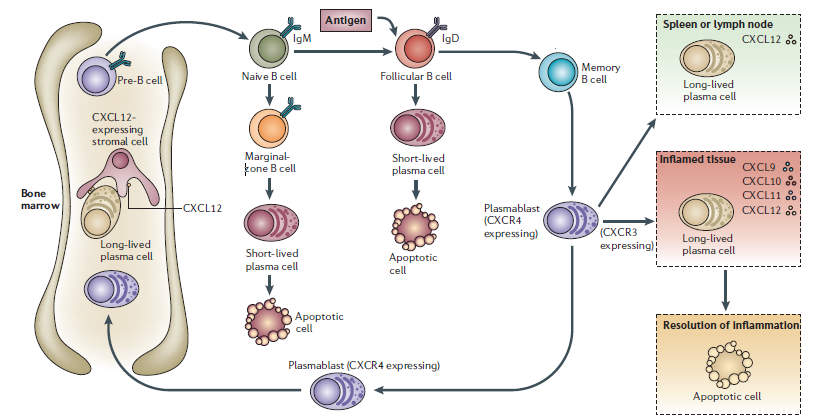 Antigen
IgM
IgD
Pre-B cell
Naive B cell
Follicular B cell
Memory
B cell
Spleen or lymph node
CXCL12
Long-lived
plasma cell
CXCL12-
expressing
stromal cell
Marginal-
zone B cell
Short-lived
plasma cell
Inflamed tissue
CXCL9
CXCL10
CXCL11
CXCL12
Long-lived
plasma cell
Bone
marrow
CXCL12
Long-lived
plasma cell
Short-lived
plasma cell
Apoptotic
cell
Plasmablast
(CXCR4
expressing)
(CXCR3
expressing)
Apoptotic
cell
Resolution of inflammation
Apoptotic cell
Plasmablast (CXCR4 expressing)